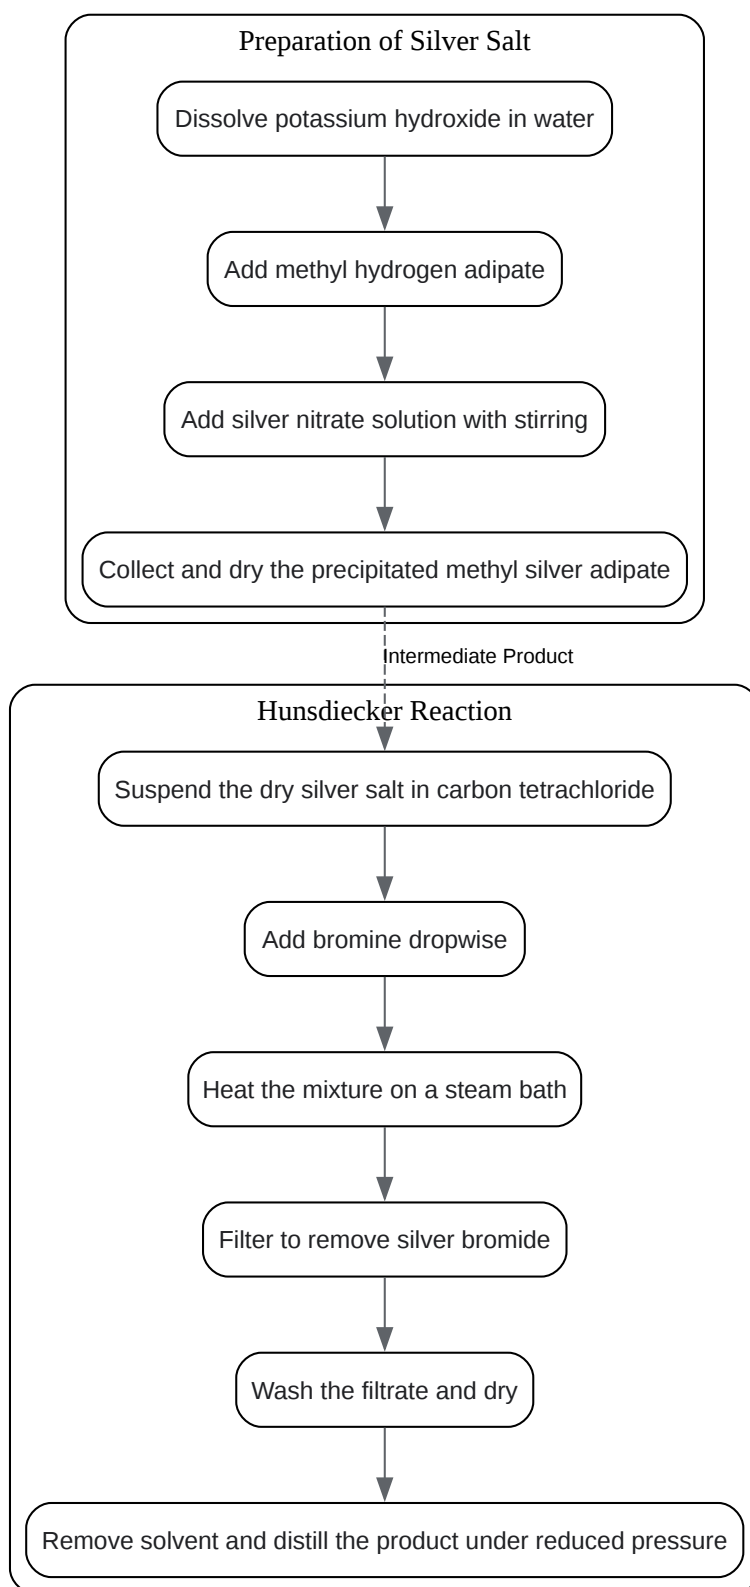 Preparation of Silver Salt
Dissolve potassium hydroxide in water
Add methyl hydrogen adipate
Add silver nitrate solution with stirring
Collect and dry the precipitated methyl silver adipate
Intermediate Product
Hunsdiecker Reaction
Suspend the dry silver salt in carbon tetrachloride
Add bromine dropwise
Heat the mixture on a steam bath
Filter to remove silver bromide
Wash the filtrate and dry
Remove solvent and distill the product under reduced pressure